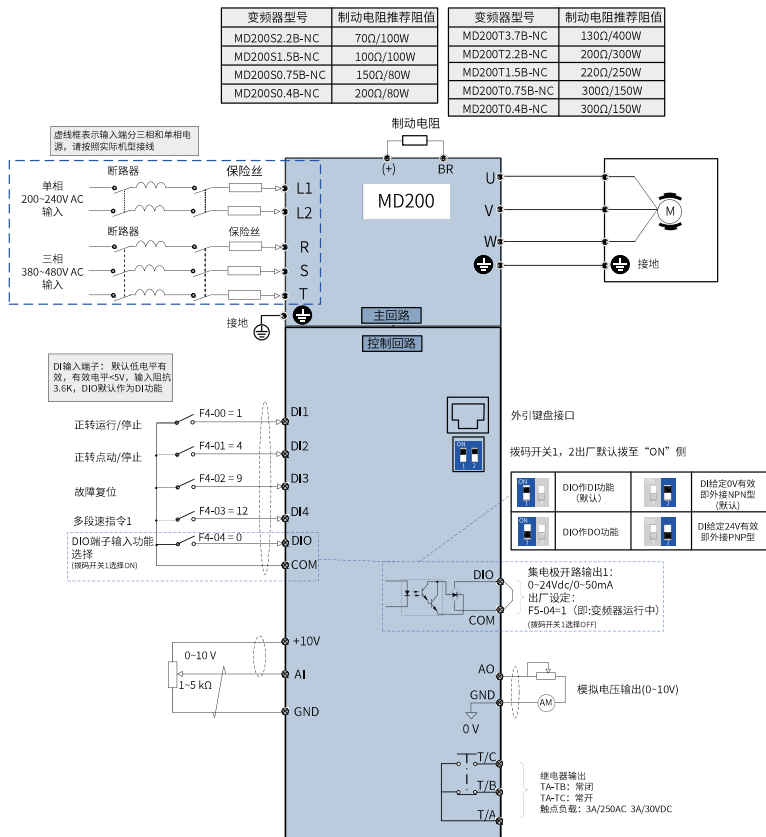 变频器型号 制动电阻推荐阻值
MD200S2.2B-NC 70Ω/100W
MD200S1.5B-NC 100Ω/100W
MD200S0.75B-NC 150Ω/80W
MD200S0.4B-NC 200Ω/80W
变频器型号 制动电阻推荐阻值
MD200T3.7B-NC 130Ω/400W
MD200T2.2B-NC 200Ω/300W
MD200T1.5B-NC 220Ω/250W
MD200T0.75B-NC 300Ω/150W
MD200T0.4B-NC 300Ω/150W
虚线框表示输入端分三相和单相电
源，请按照实际机型接线
制动电阻
(+) BR
MD200
断路器 保险丝
单相
200~240V AC
输入
L1
L2
断路器 保险丝
三相
380~480V AC
输入
R
S
T
接地
U
V
W
M
接地
主回路
控制回路
DI输入端子： 默认低电平有
效，有效电平<5V，输入阻抗
3.6K，DIO默认作为DI功能
正转运行/停止 F4-00 = 1 DI1
正转点动/停止 F4-01 = 4 DI2
故障复位 F4-02 = 9 DI3
多段速指令1 F4-03 = 12 DI4
DIO端子输入功能
选择
(拨码开关1选择ON)
F4-04 = 0 DIO
COM
外引键盘接口
ON
1 2
拨码开关1，2出厂默认拨至“ON”侧
ON
1 2
DIO作DI功能
（默认）
ON
1 2
DI给定0V有效
即外接NPN型
(默认)
ON
1 2
DIO作DO功能
ON
1 2
DI给定24V有效
即外接PNP型
DIO
COM
集电极开路输出1：
0~24Vdc/0~50mA
出厂设定：
F5-04=1（即:变频器运行中）
(拨码开关1选择OFF)
+10V
0~10 V
AI
1~5 kΩ
GND
AO
GND
0 V
AM
模拟电压输出(0~10V)
T/C
T/B
T/A
继电器输出
TA-TB：常闭
TA-TC：常开
触点负载：3A/250AC 3A/30VDC